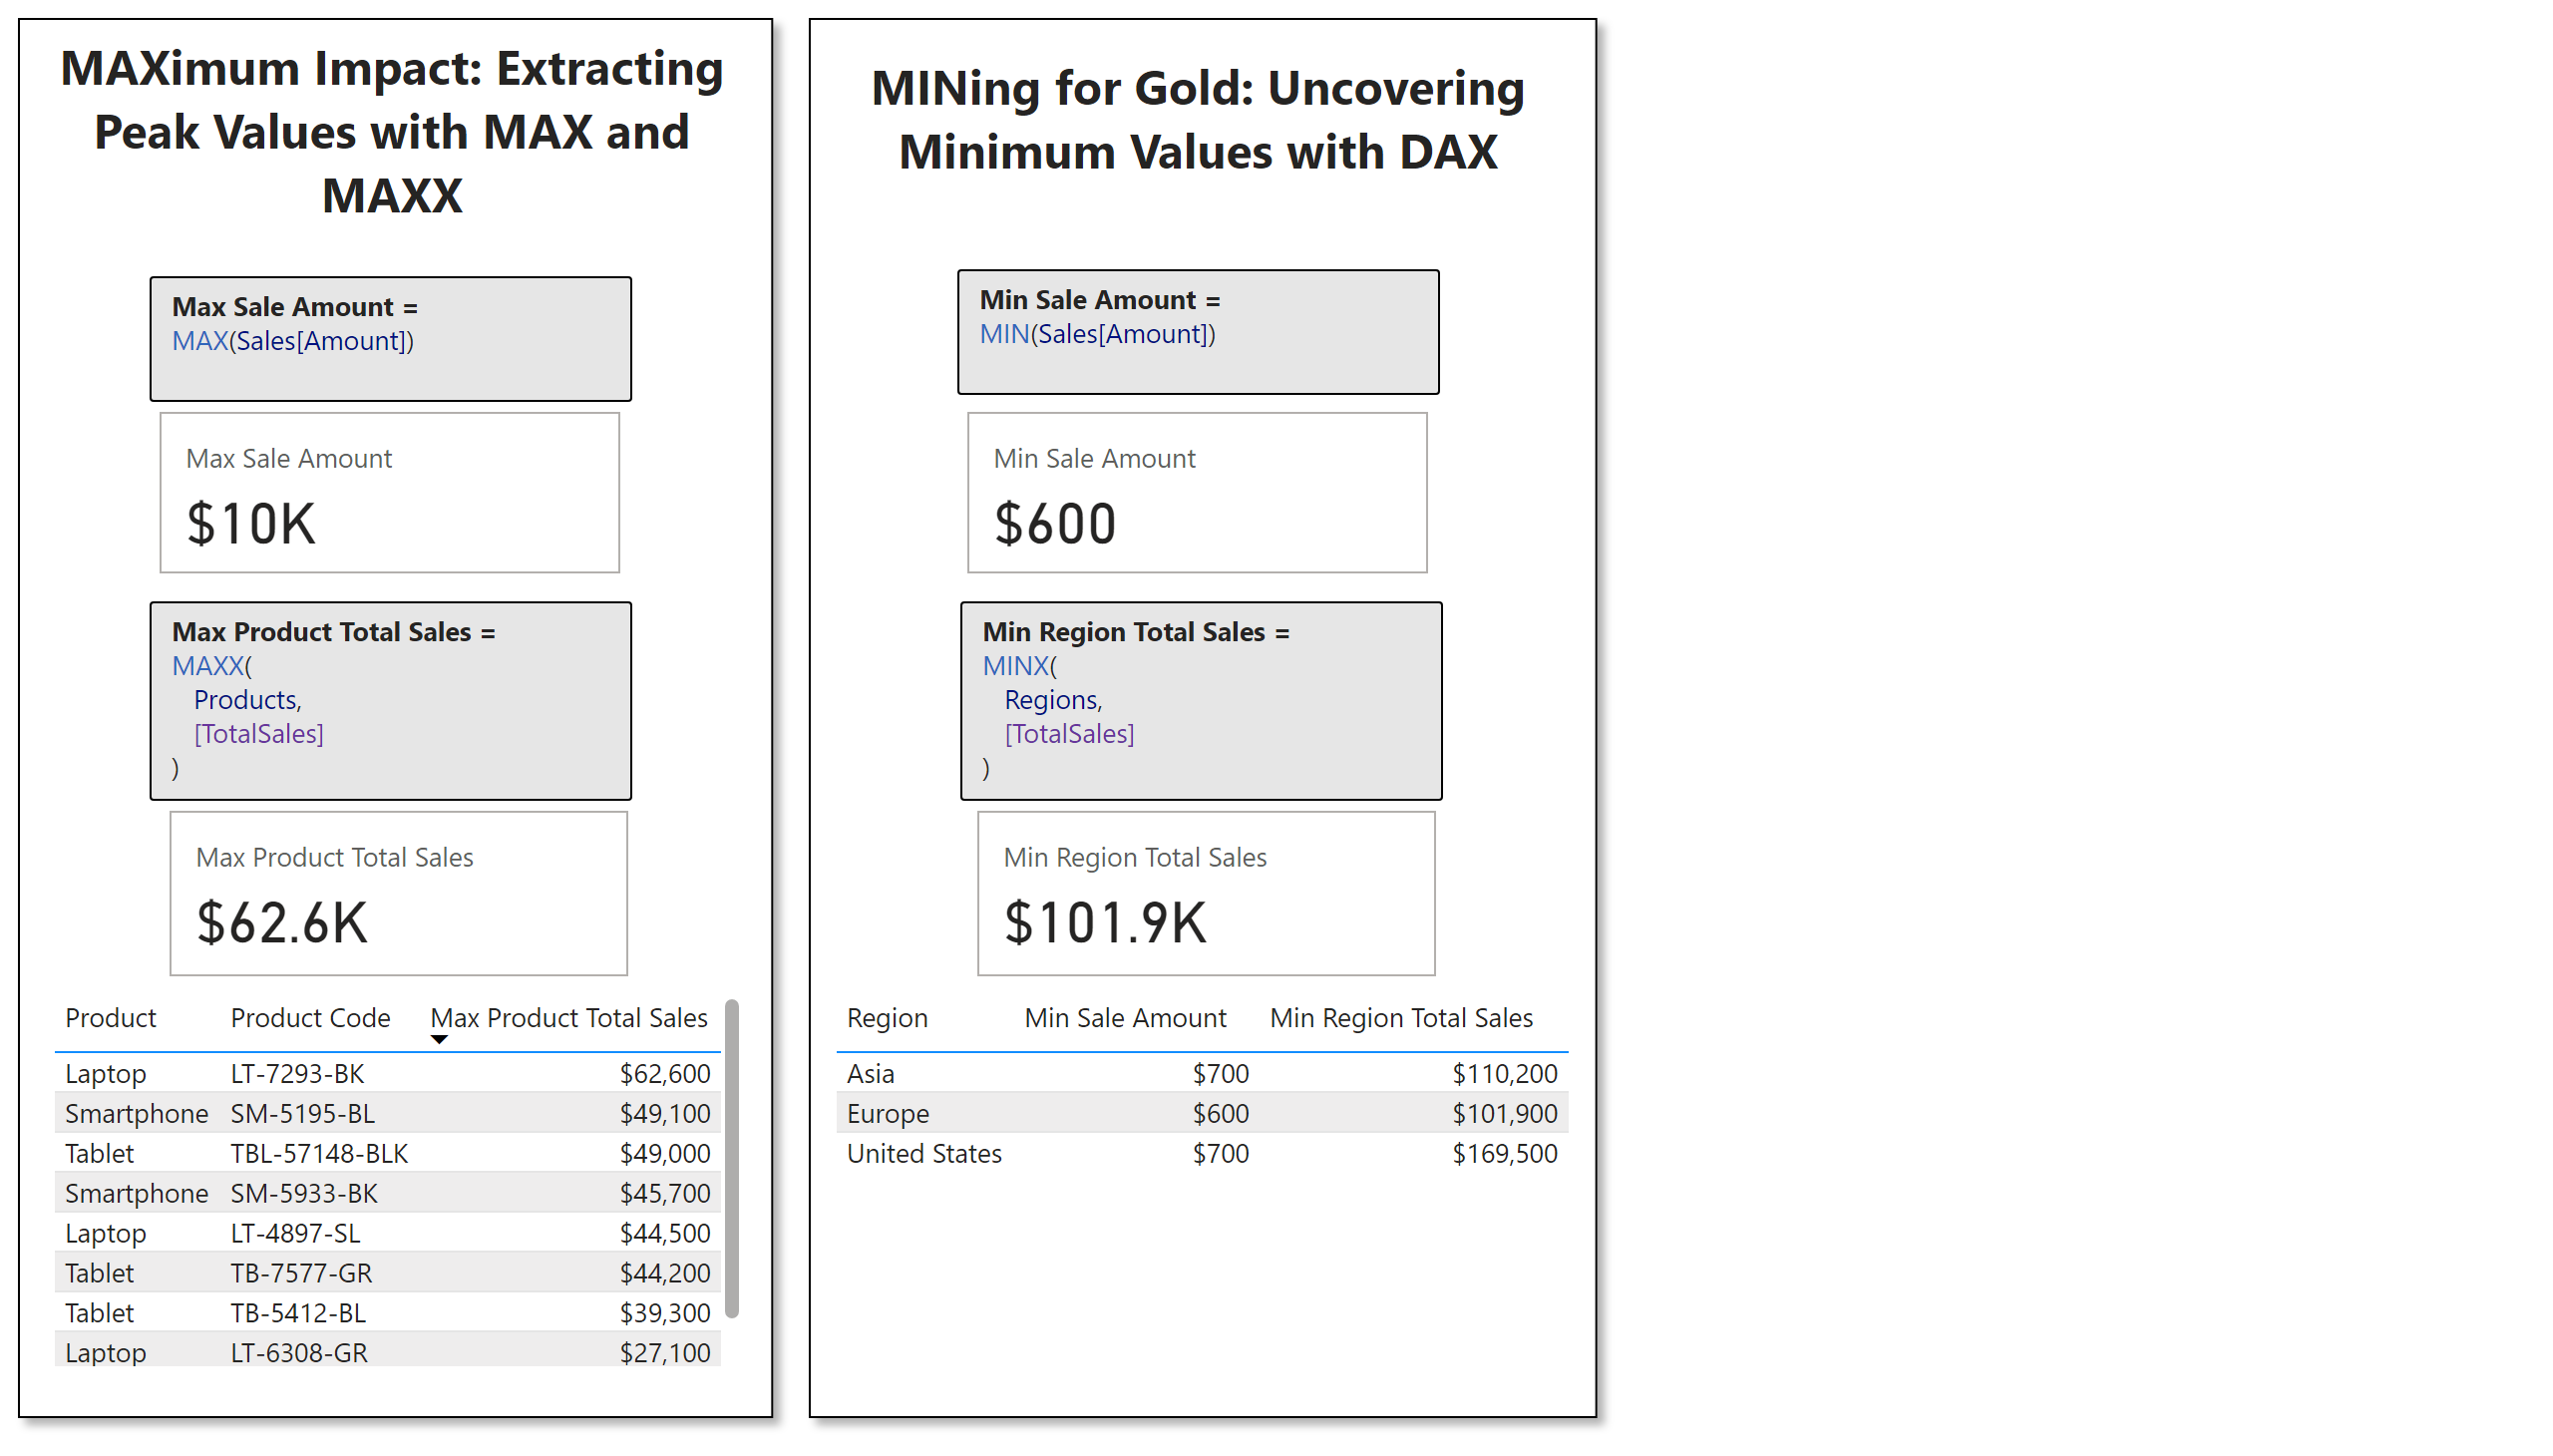 MAXimum Impact: Extracting
Peak Values with MAX and
MAXX
Max Sale Amount =
MAX(Sales[Amount])
Max Sale Amount
$10K
Max Product Total Sales =
MAXX(
Products,
[TotalSales]
)
Max Product Total Sales
$62.6K
Product Product Code Max Product Total Sales
Laptop LT-7293-BK $62,600
Smartphone SM-5195-BL $49,100
Tablet TBL-57148-BLK $49,000
Smartphone SM-5933-BK $45,700
Laptop LT-4897-SL $44,500
Tablet TB-7577-GR $44,200
Tablet TB-5412-BL $39,300
Laptop LT-6308-GR $27,100
MINing for Gold: Uncovering
Minimum Values with DAX
Min Sale Amount =
MIN(Sales[Amount])
Min Sale Amount
$600
Min Region Total Sales =
MINX(
Regions,
[TotalSales]
)
Min Region Total Sales
$101.9K
Region Min Sale Amount Min Region Total Sales
Asia $700 $110,200
Europe $600 $101,900
United States $700 $169,500